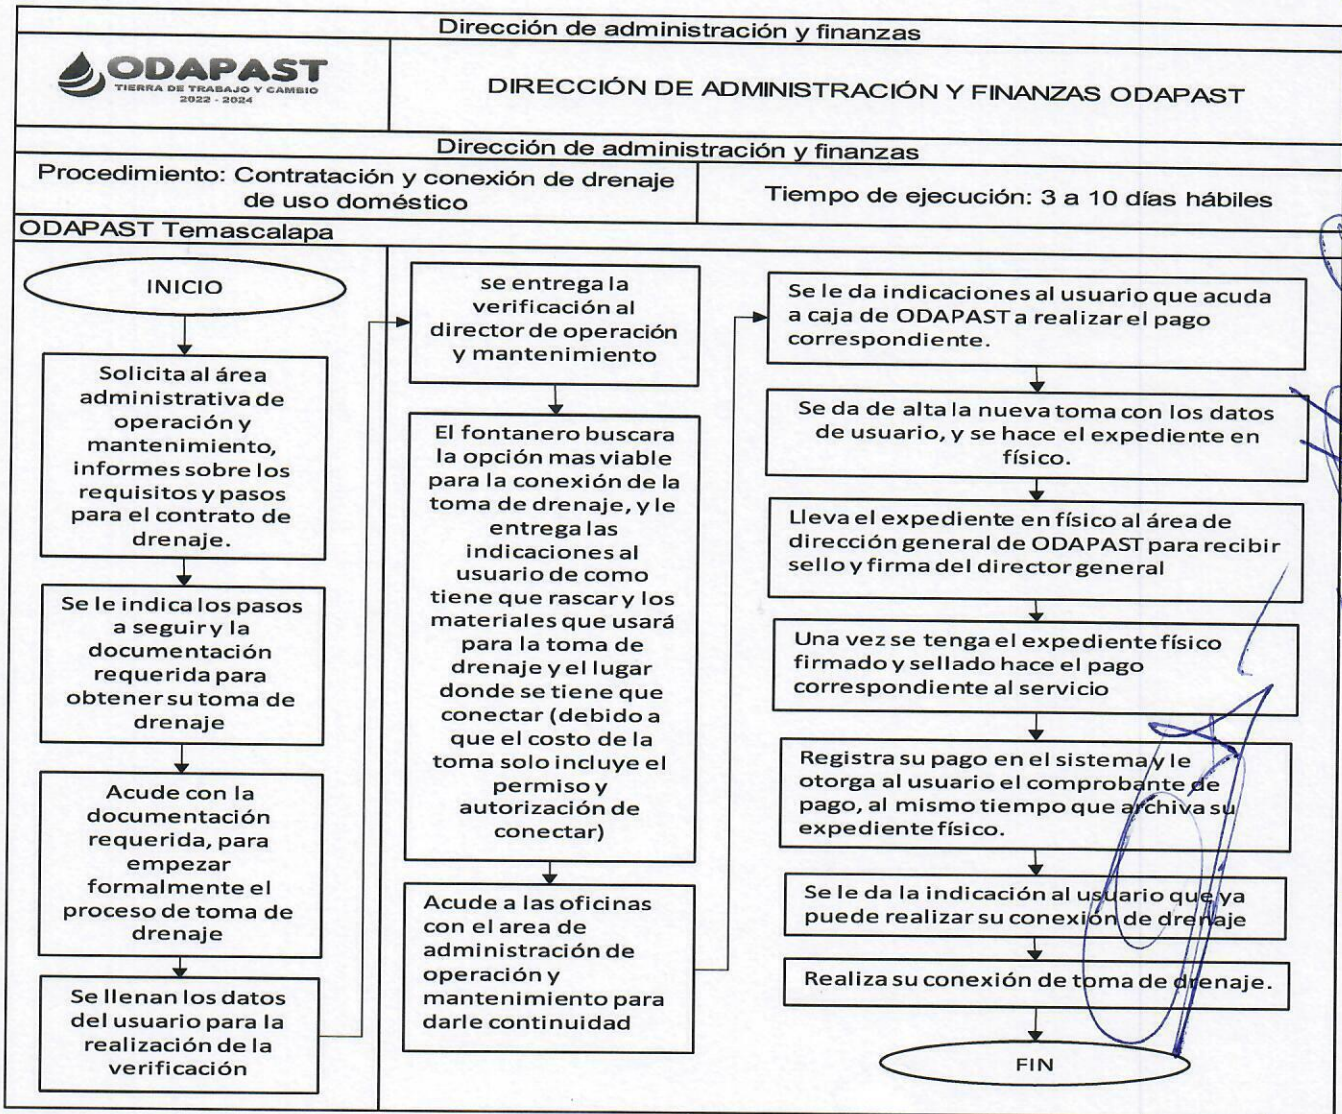 Dirección de administración y finanzas
ODAPAST
TIERRA DE TRABAJO Y CAMBIO
2022 - 2024
DIRECCIÓN DE ADMINISTRACIÓN Y FINANZAS ODAPAST
Dirección de administración y finanzas
Procedimiento: Contratación y conexión de drenaje
de uso doméstico
Tiempo de ejecución: 3 a 10 días hábiles
ODAPAST Temascalapa
INICIO
Solicita al área
administrativa de
operación y
mantenimiento,
informes sobre los
requisitos y pasos
para el contrato de
drenaje.
Se le indica los pasos
a seguir y la
documentación
requerida para
obtener su toma de
drenaje
Acude con la
documentación
requerida, para
empezar
formalmente el
proceso de toma de
drenaje
Se llenan los datos
del usuario para la
realización de la
verificación
se entrega la
verificación al
director de operación
y mantenimiento
El fontanero buscara
la opción mas viable
para la conexión de la
toma de drenaje, y le
entrega las
indicaciones al
usuario de como
tiene que rascar y los
materiales que usará
para la toma de
drenaje y el lugar
donde se tiene que
conectar (debido a
que el costo de la
toma solo incluye el
permiso y
autorización de
conectar)
Acude a las oficinas
con el area de
administración de
operación y
mantenimiento para
darle continuidad
Se le da indicaciones al usuario que acuda
a caja de ODAPAST a realizar el pago
correspondiente.
Se da de alta la nueva toma con los datos
de usuario, y se hace el expediente en
físico.
Lleva el expediente en físico al área de
dirección general de ODAPAST para recibir
sello y firma del director general
Una vez se tenga el expediente físico
firmado y sellado hace el pago
correspondiente al servicio
Registra su pago en el sistema y le
otorga al usuario el comprobante de
pago, al mismo tiempo que archiva su
expediente físico.
Se le da la indicación al usuario que ya
puede realizar su conexión de drenaje
Realiza su conexión de toma de drenaje.
FIN